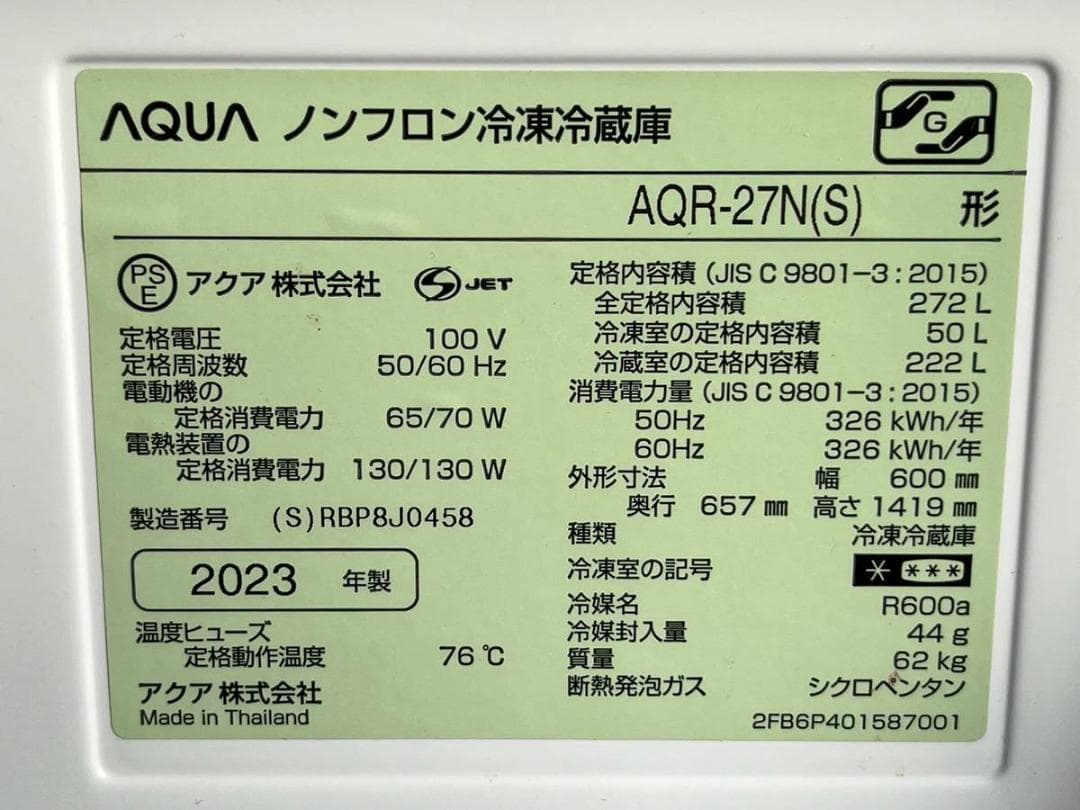 AQUA ノンフロン冷凍冷蔵庫
G
AQR-27N(S) 形
PS
E
アクア 株式会社
S JET
定格電圧 100 V
定格周波数 50/60 Hz
電動機の
定格消費電力 65/70 W
電熱装置の
定格消費電力 130/130 W
製造番号 (S)RBP8J0458
2023 年製
温度ヒューズ
定格動作温度 76 ℃
アクア 株式会社
Made in Thailand
定格内容積 (JIS C 9801-3 : 2015)
全定格内容積 272 L
冷凍室の定格内容積 50 L
冷蔵室の定格内容積 222 L
消費電力量 (JIS C 9801-3 : 2015)
50Hz 326 kWh/年
60Hz 326 kWh/年
外形寸法 幅 600 mm
奥行 657 mm 高さ 1419 mm
種類 冷凍冷蔵庫
冷凍室の記号 * ***
冷媒名 R600a
冷媒封入量 44 g
質量 62 kg
断熱発泡ガス シクロペンタン
2FB6P401587001